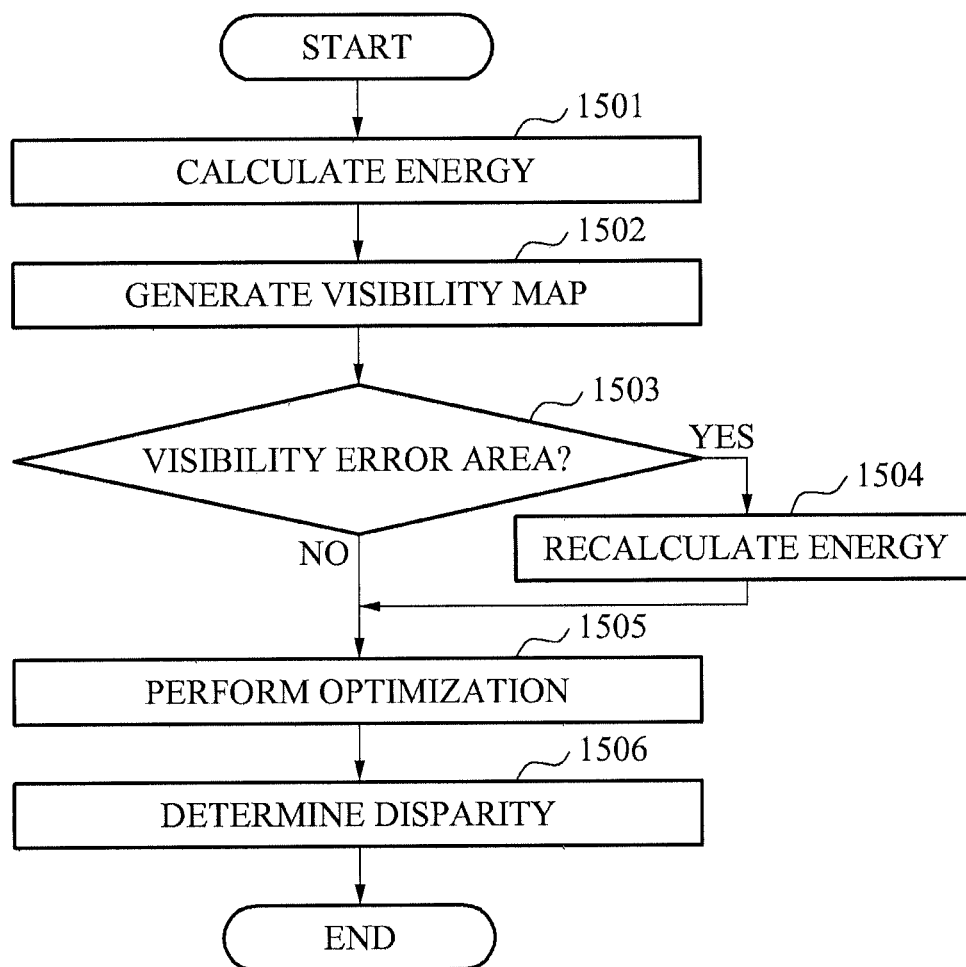 START
1501
CALCULATE ENERGY
1502
GENERATE VISIBILITY MAP
1503
VISIBILITY ERROR AREA?
YES
1504
RECALCULATE ENERGY
NO
1505
PERFORM OPTIMIZATION
1506
DETERMINE DISPARITY
END